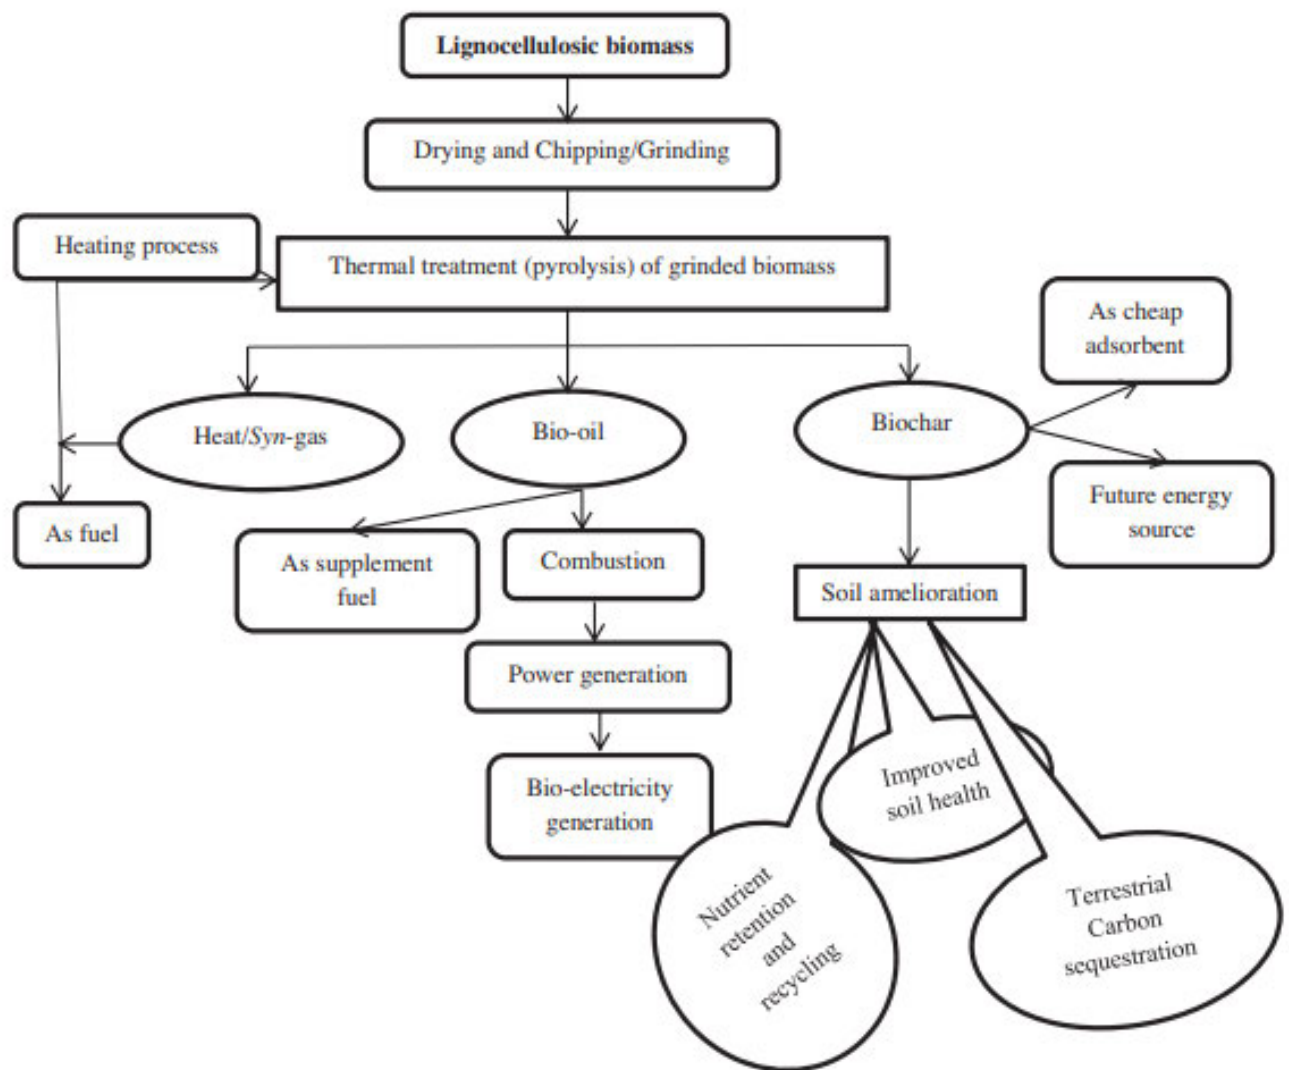 Lignocellulosic biomass
Drying and Chipping/Grinding
Heating process
Thermal treatment (pyrolysis) of grinded biomass
As cheap
adsorbent
Heat/Syn-gas
Bio-oil
Biochar
Future energy
source
As fuel
As supplement
fuel
Combustion
Soil amelioration
Power generation
Bio-electricity
generation
Improved
soil health
Nutrient
retention
and
recycling
Terrestrial
Carbon
sequestration